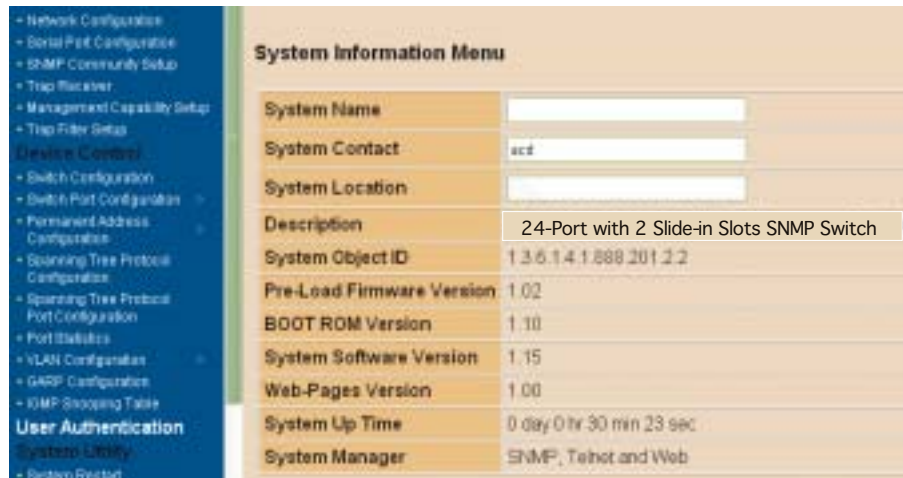 - Network Configuration
- Serial Port Configuration
- SNMP Community Setup
- Trap Receiver
- Management Capability Setup
- Trap Filter Setup
Device Control
- Switch Configuration
- Switch Port Configuration
- Permanent Address
Configuration
- Spanning Tree Protocol
Configuration
- Spanning Tree Protocol
Port Configuration
- Port Statistics
- VLAN Configuration
- GARP Configuration
- IGMP Snooping Table
User Authentication
System Utility
- System Restart
System Information Menu
System Name
System Contact
System Location
Description 24-Port with 2 Slide-in Slots SNMP Switch
System Object ID 1.3.6.1.4.1.888.201.2.2
Pre-Load Firmware Version 1.02
BOOT ROM Version 1.10
System Software Version 1.15
Web-Pages Version 1.00
System Up Time 0 day 0 hr 30 min 23 sec
System Manager SNMP, Telnet and Web